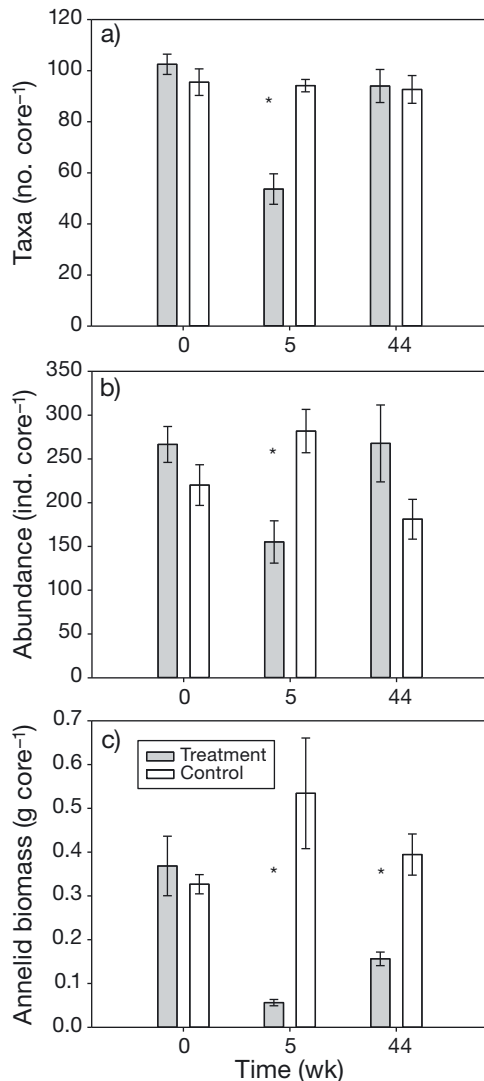 a)
Taxa (no. core⁻¹)
120
100
80
60
40
20
0
*
0 5 44
b)
Abundance (ind. core⁻¹)
350
300
250
200
150
100
50
0
*
0 5 44
c)
Annelid biomass (g core⁻¹)
0.7
0.6
0.5
0.4
0.3
0.2
0.1
0.0
Treatment
Control
* *
0 5 44
Time (wk)